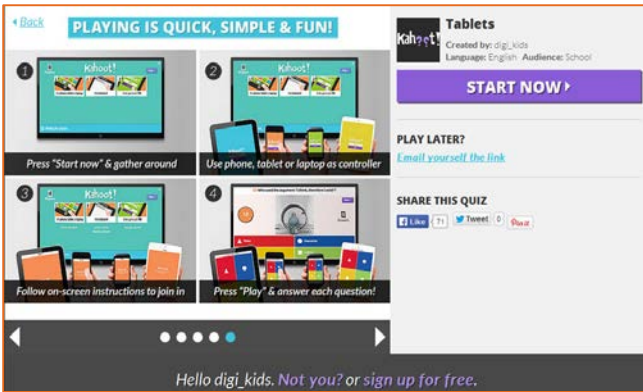 Back
PLAYING IS QUICK, SIMPLE & FUN!
1
Kahoot!
Press "Start now" & gather around
2
Kahoot!
Use phone, tablet or laptop as controller
3
Kahoot!
Follow on-screen instructions to join in
4
Press "Play" & answer each question!
Kahoot!
Tablets
Created by: digi_kids
Language: English Audience: School
START NOW
PLAY LATER?
Email yourself the link
SHARE THIS QUIZ
Like 71 Tweet 0 Pin it
Hello digi_kids. Not you? or sign up for free.